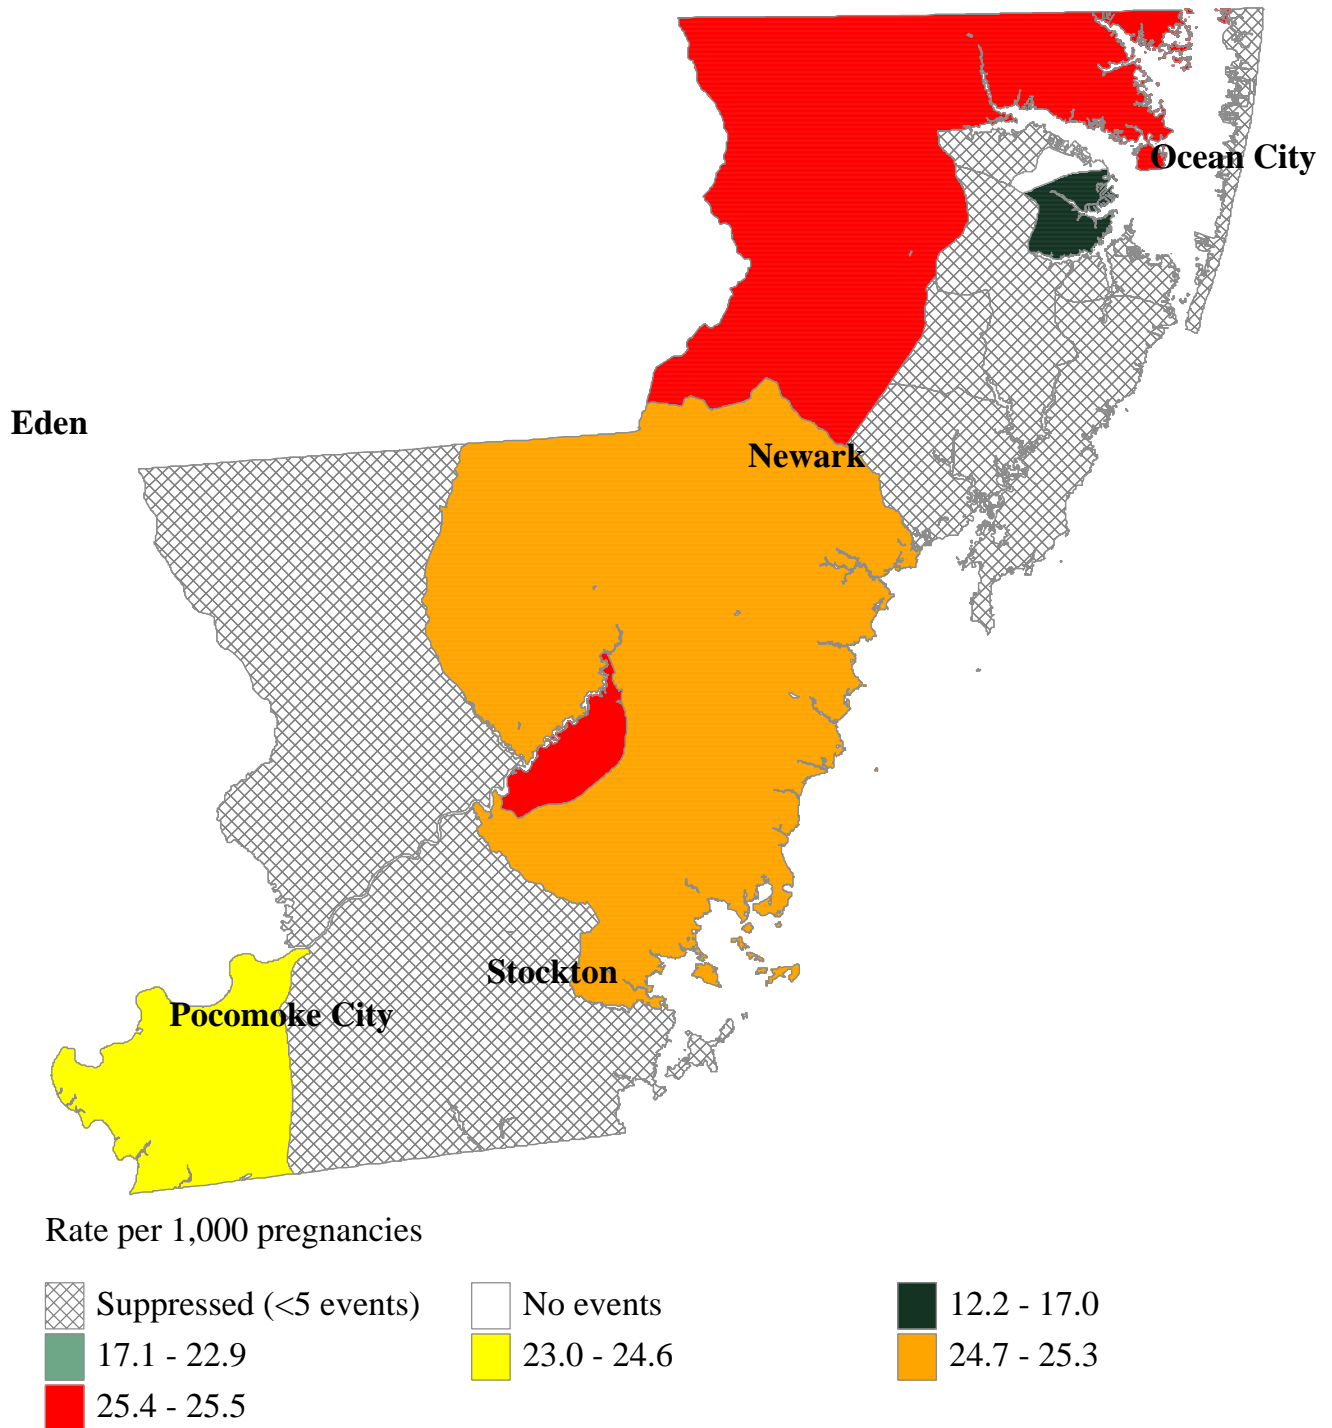 Ocean City
Eden
Newark
Stockton
Pocomoke City
Rate per 1,000 pregnancies
Suppressed (<5 events) No events 12.2 - 17.0
17.1 - 22.9 23.0 - 24.6 24.7 - 25.3
25.4 - 25.5